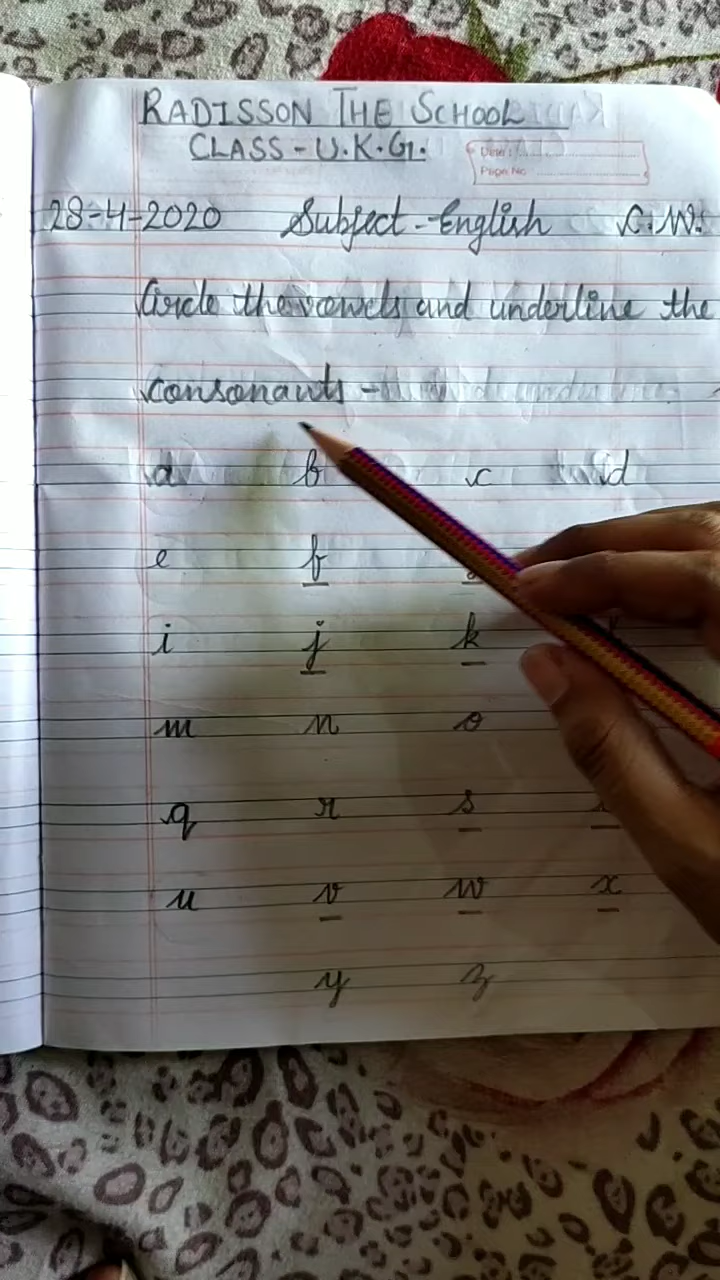 RADISSON THE SCHOOL
CLASS - U.K.G.
Date :
Page No
28-4-2020 Subject - English C.W.
Circle the vowels and underline the
consonants -
a b c d
e f
i j k
m n o
q r s
u v w x
y z